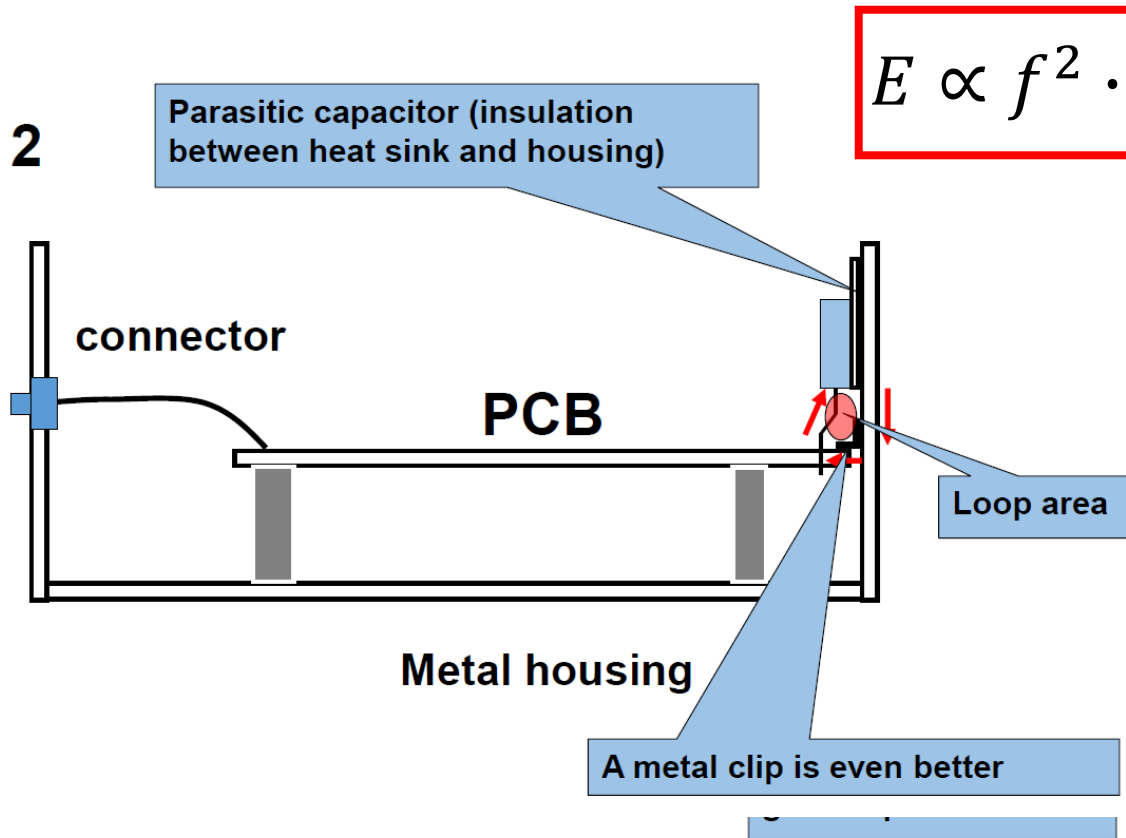 E ∝ f² ·
Parasitic capacitor (insulation
between heat sink and housing)
2
connector
PCB
Loop area
Metal housing
A metal clip is even better